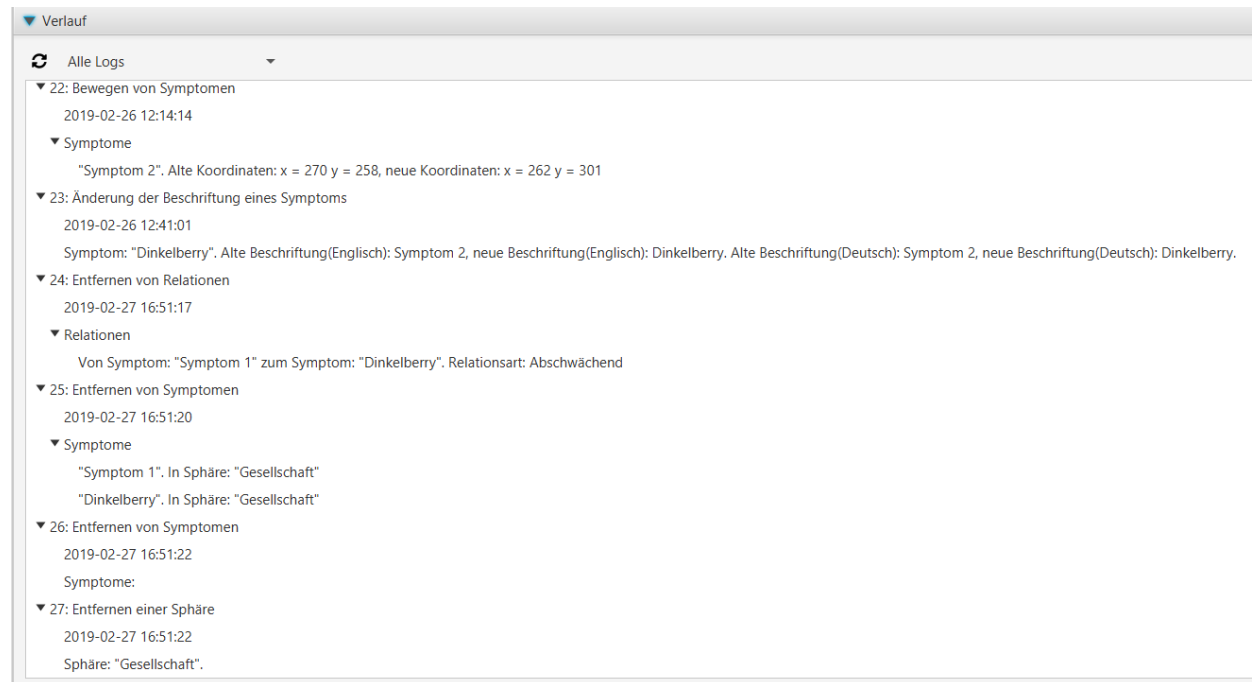 Verlauf
Alle Logs
22: Bewegen von Symptomen
2019-02-26 12:14:14
Symptome
"Symptom 2". Alte Koordinaten: x = 270 y = 258, neue Koordinaten: x = 262 y = 301
23: Änderung der Beschriftung eines Symptoms
2019-02-26 12:41:01
Symptom: "Dinkelberry". Alte Beschriftung(Englisch): Symptom 2, neue Beschriftung(Englisch): Dinkelberry. Alte Beschriftung(Deutsch): Symptom 2, neue Beschriftung(Deutsch): Dinkelberry.
24: Entfernen von Relationen
2019-02-27 16:51:17
Relationen
Von Symptom: "Symptom 1" zum Symptom: "Dinkelberry". Relationsart: Abschwächend
25: Entfernen von Symptomen
2019-02-27 16:51:20
Symptome
"Symptom 1". In Sphäre: "Gesellschaft"
"Dinkelberry". In Sphäre: "Gesellschaft"
26: Entfernen von Symptomen
2019-02-27 16:51:22
Symptome:
27: Entfernen einer Sphäre
2019-02-27 16:51:22
Sphäre: "Gesellschaft".